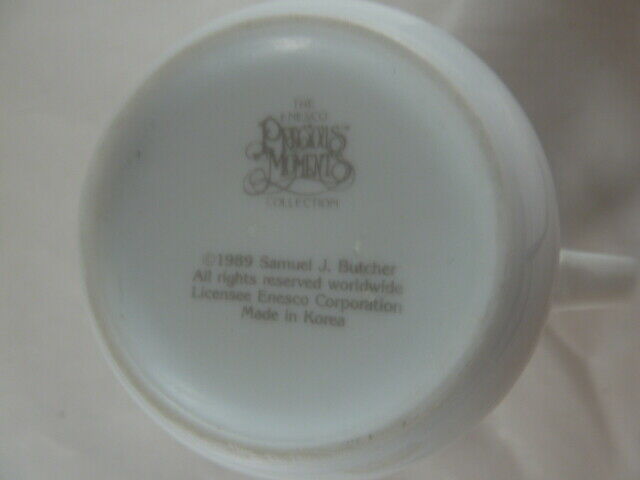 THE
ENESCO
PRECIOUS
MOMENTS
COLLECTION
©1989 Samuel J. Butcher
All rights reserved worldwide
Licensee Enesco Corporation
Made in Korea